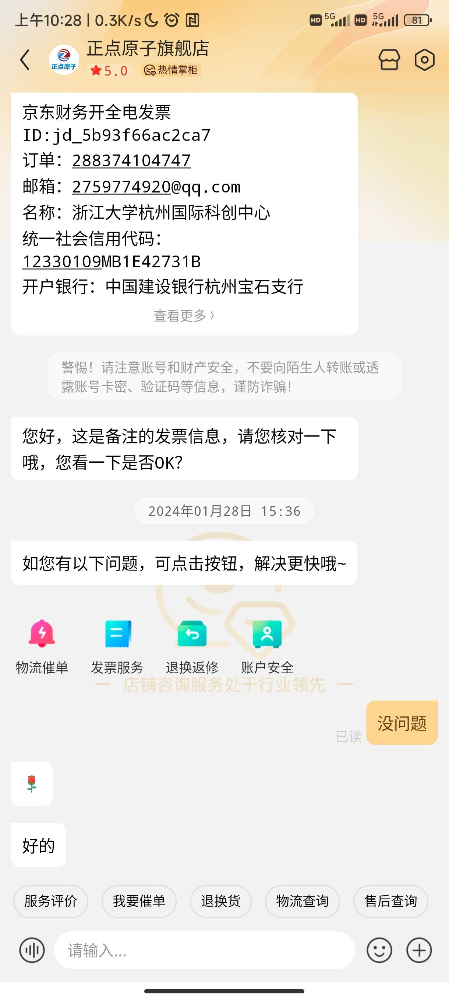 上午10:28 | 0.3K/s
HD 5G HD 5G 81
正点原子旗舰店
正点原子
5.0 热情掌柜
京东财务开全电发票
ID:jd_5b93f66ac2ca7
订单：288374104747
邮箱：2759774920@qq.com
名称：浙江大学杭州国际科创中心
统一社会信用代码：
12330109MB1E42731B
开户银行：中国建设银行杭州宝石支行
查看更多
警惕！请注意账号和财产安全，不要向陌生人转账或透
露账号卡密、验证码等信息，谨防诈骗！
您好，这是备注的发票信息，请您核对一下
哦，您看一下是否OK？
2024年01月28日 15:36
如您有以下问题，可点击按钮，解决更快哦~
物流催单 发票服务 退换返修 账户安全
店铺咨询服务处于行业领先
没问题
已读
好的
服务评价 我要催单 退换货 物流查询 售后查询
请输入...